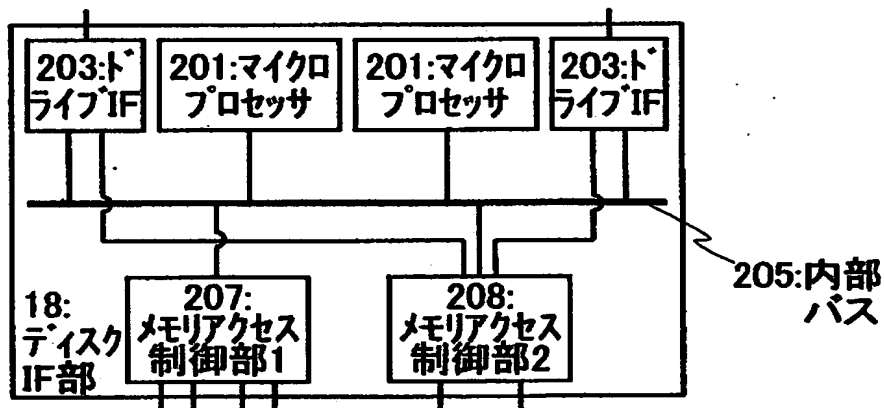 203:ド
ライブIF
201:マイクロ
プロセッサ
201:マイクロ
プロセッサ
203:ド
ライブIF
205:内部
バス
18:
ディスク
IF部
207:
メモリアクセス
制御部1
208:
メモリアクセス
制御部2